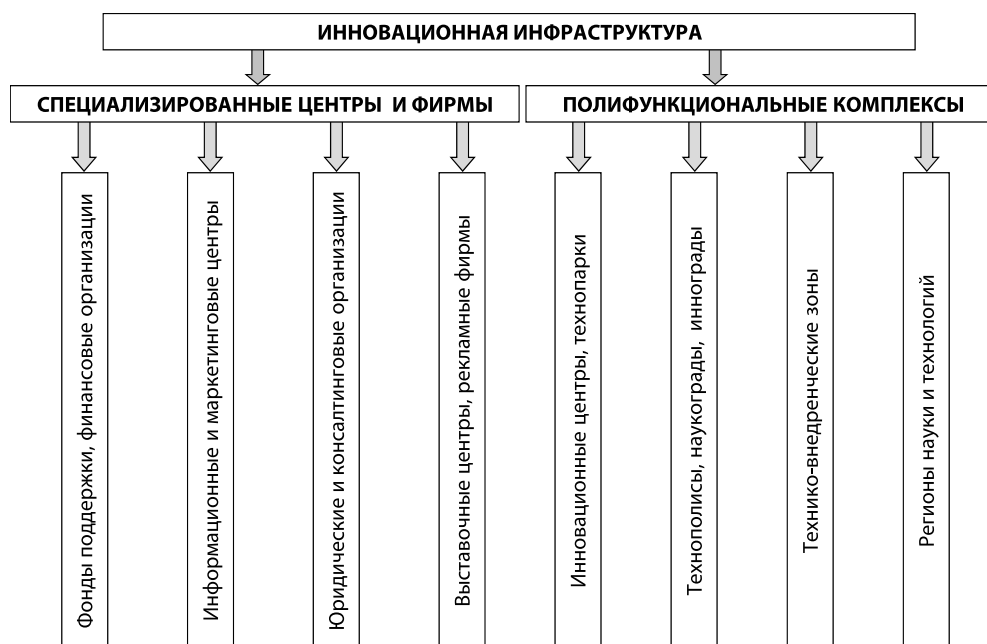 ИННОВАЦИОННАЯ ИНФРАСТРУКТУРА
СПЕЦИАЛИЗИРОВАННЫЕ ЦЕНТРЫ И ФИРМЫ
ПОЛИФУНКЦИОНАЛЬНЫЕ КОМПЛЕКСЫ
Фонды поддержки, финансовые организации
Информационные и маркетинговые центры
Юридические и консалтинговые организации
Выставочные центры, рекламные фирмы
Инновационные центры, технопарки
Технополисы, наукограды, иннограды
Технико-внедренческие зоны
Регионы науки и технологий